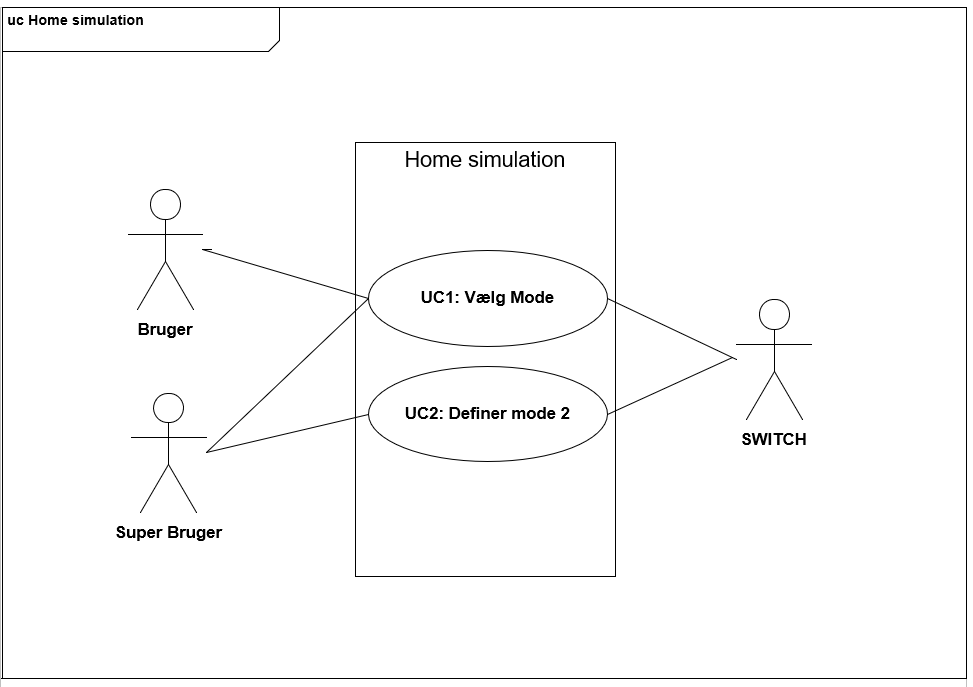 uc Home simulation
Home simulation
Bruger
UC1: Vælg Mode
UC2: Definer mode 2
SWITCH
Super Bruger